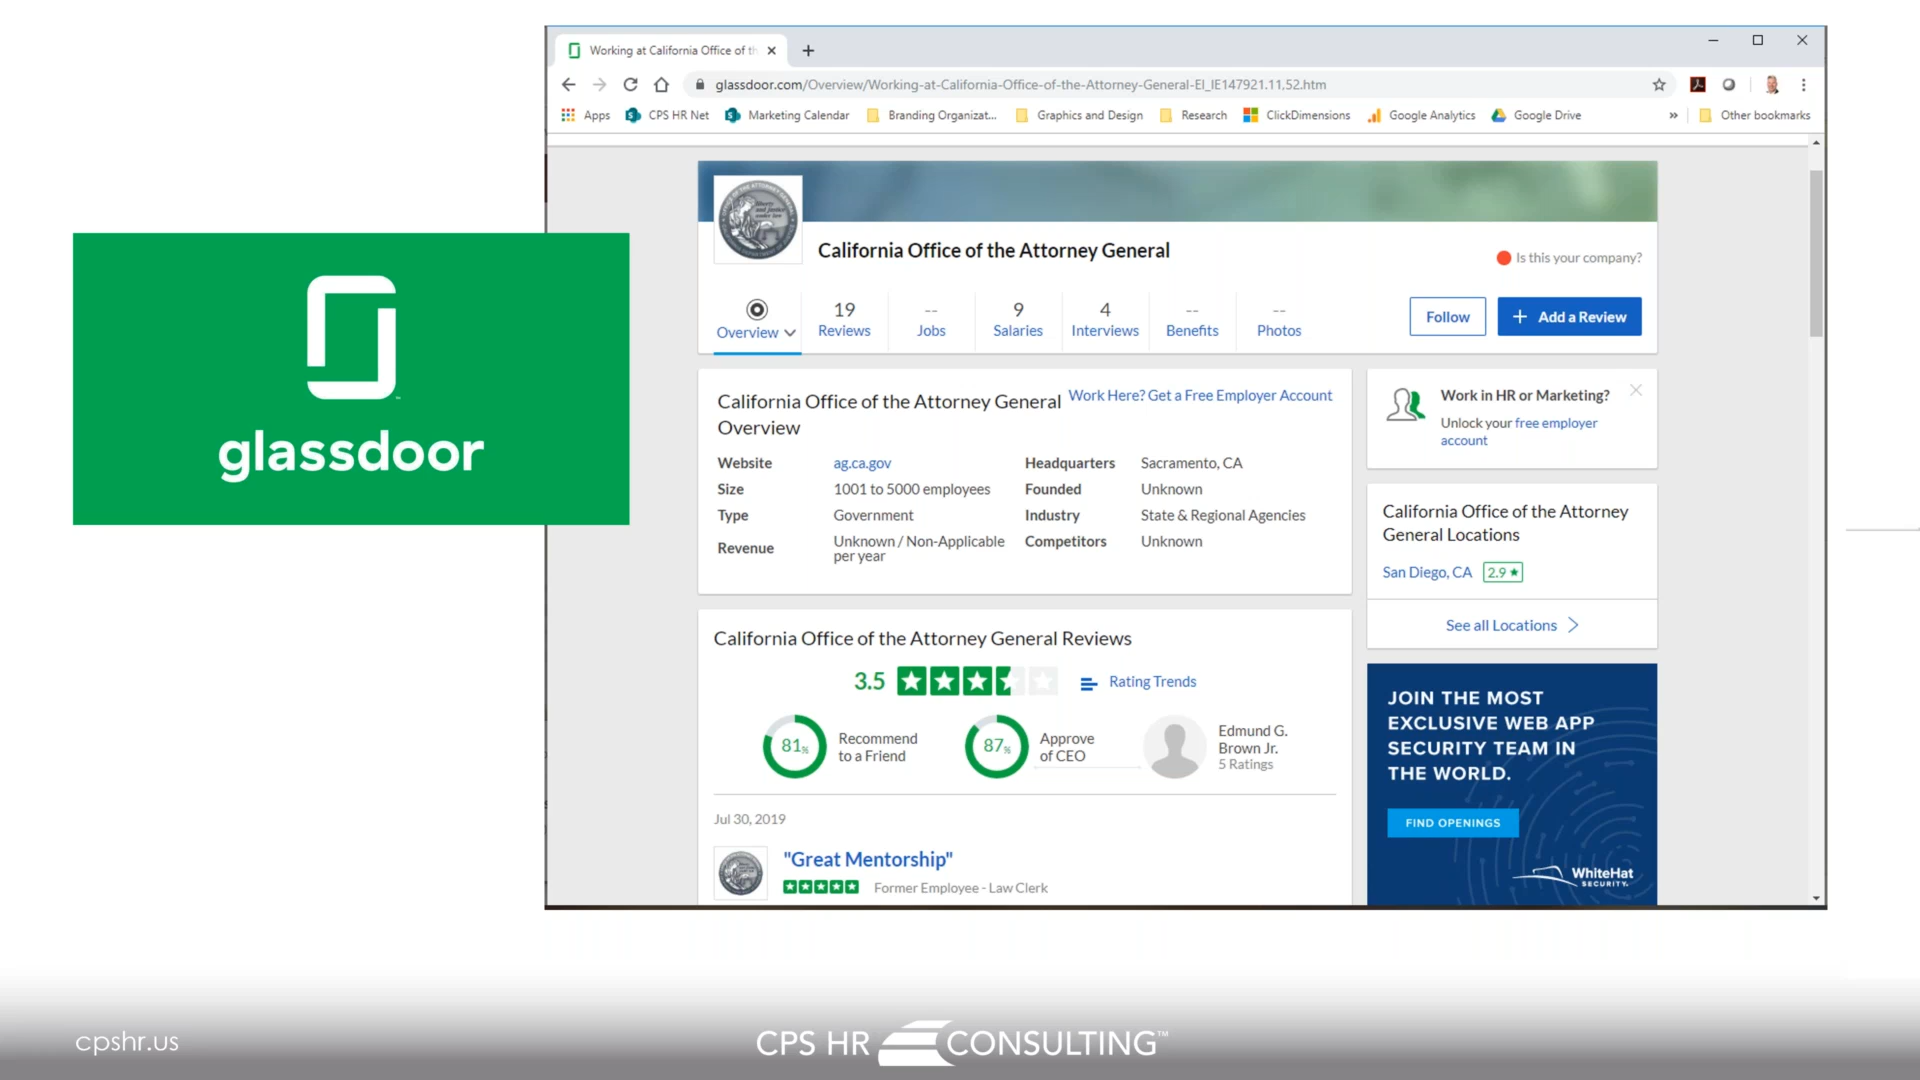 Working at California Office of th
glassdoor.com/Overview/Working-at-California-Office-of-the-Attorney-General-EI_IE147921.11,52.htm
Apps CPS HR Net Marketing Calendar Branding Organizat... Graphics and Design Research ClickDimensions Google Analytics Google Drive » Other bookmarks
glassdoor
California Office of the Attorney General
Is this your company?
Overview
19
Reviews
--
Jobs
9
Salaries
4
Interviews
--
Benefits
--
Photos
Follow
+ Add a Review
California Office of the Attorney General
Overview
Work Here? Get a Free Employer Account
Website ag.ca.gov Headquarters Sacramento, CA
Size 1001 to 5000 employees Founded Unknown
Type Government Industry State & Regional Agencies
Revenue Unknown / Non-Applicable per year Competitors Unknown
Work in HR or Marketing?
Unlock your free employer
account
California Office of the Attorney
General Locations
San Diego, CA 2.9 ★
See all Locations
California Office of the Attorney General Reviews
3.5 Rating Trends
81% Recommend
to a Friend
87% Approve
of CEO
Edmund G.
Brown Jr.
5 Ratings
Jul 30, 2019
"Great Mentorship"
Former Employee - Law Clerk
JOIN THE MOST
EXCLUSIVE WEB APP
SECURITY TEAM IN
THE WORLD.
FIND OPENINGS
WhiteHat
SECURITY.
cpshr.us
CPS HR CONSULTING™